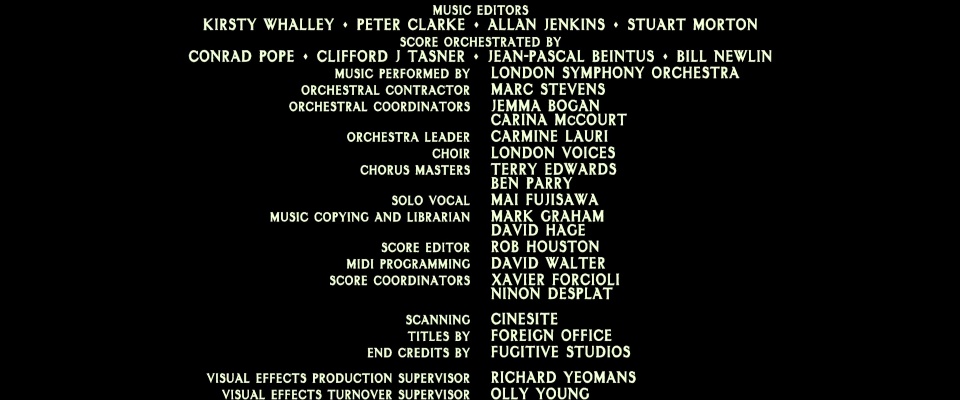 MUSIC EDITORS
KIRSTY WHALLEY ♦ PETER CLARKE ♦ ALLAN JENKINS ♦ STUART MORTON
SCORE ORCHESTRATED BY
CONRAD POPE ♦ CLIFFORD J TASNER ♦ JEAN-PASCAL BEINTUS ♦ BILL NEWLIN
MUSIC PERFORMED BY LONDON SYMPHONY ORCHESTRA
ORCHESTRAL CONTRACTOR MARC STEVENS
ORCHESTRAL COORDINATORS JEMMA BOGAN
CARINA McCOURT
ORCHESTRA LEADER CARMINE LAURI
CHOIR LONDON VOICES
CHORUS MASTERS TERRY EDWARDS
BEN PARRY
SOLO VOCAL MAI FUJISAWA
MUSIC COPYING AND LIBRARIAN MARK GRAHAM
DAVID HAGE
SCORE EDITOR ROB HOUSTON
MIDI PROGRAMMING DAVID WALTER
SCORE COORDINATORS XAVIER FORCIOLI
NINON DESPLAT
SCANNING CINESITE
TITLES BY FOREIGN OFFICE
END CREDITS BY FUGITIVE STUDIOS
VISUAL EFFECTS PRODUCTION SUPERVISOR RICHARD YEOMANS
VISUAL EFFECTS TURNOVER SUPERVISOR OLLY YOUNG